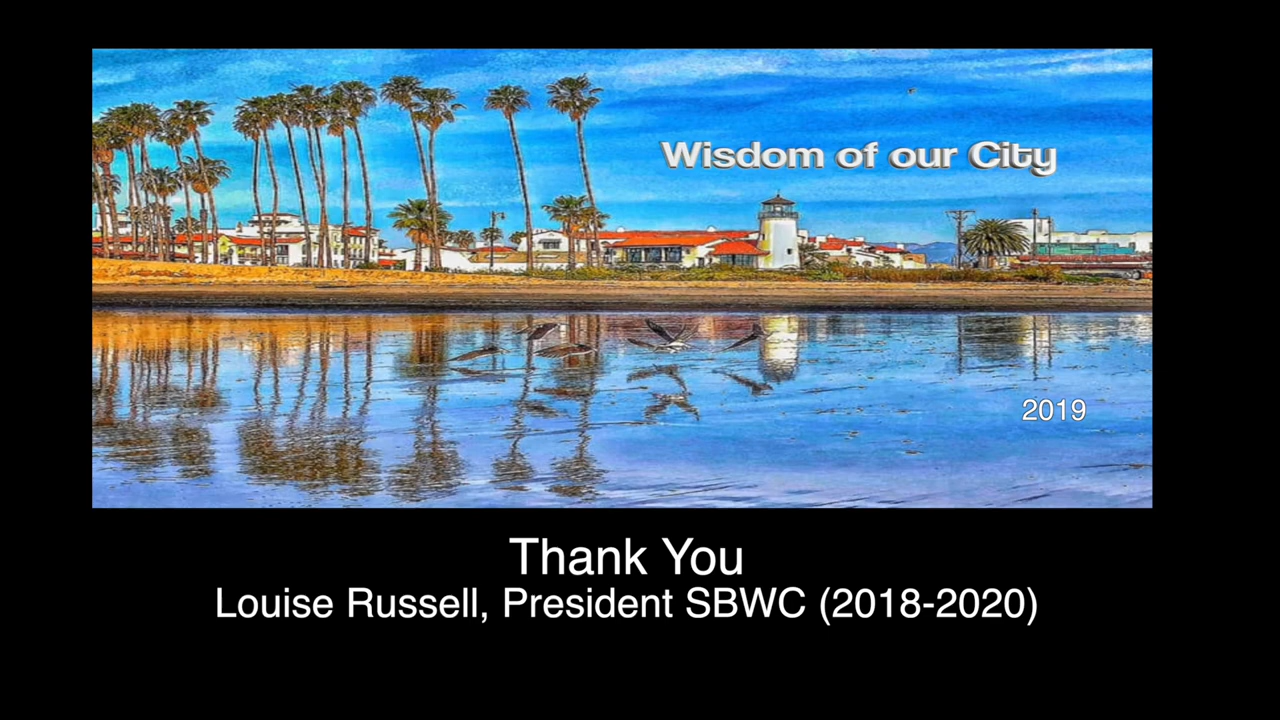 Wisdom of our City
2019
Thank You
Louise Russell, President SBWC (2018-2020)